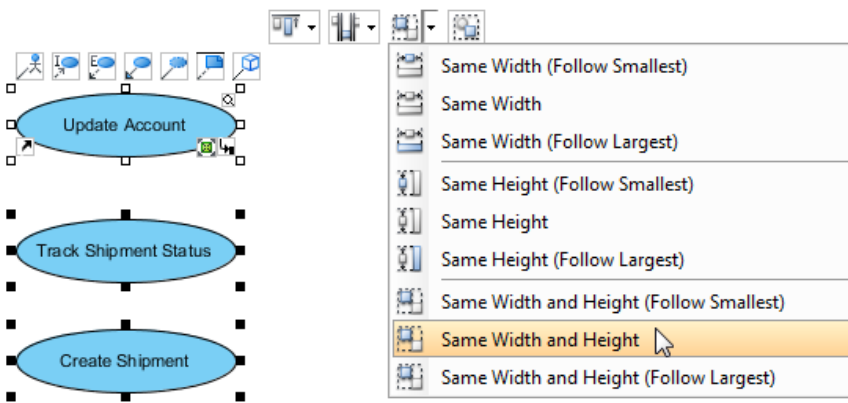 Same Width (Follow Smallest)
Same Width
Same Width (Follow Largest)
Same Height (Follow Smallest)
Same Height
Same Height (Follow Largest)
Same Width and Height (Follow Smallest)
Same Width and Height
Same Width and Height (Follow Largest)
I
E
Update Account
Track Shipment Status
Create Shipment